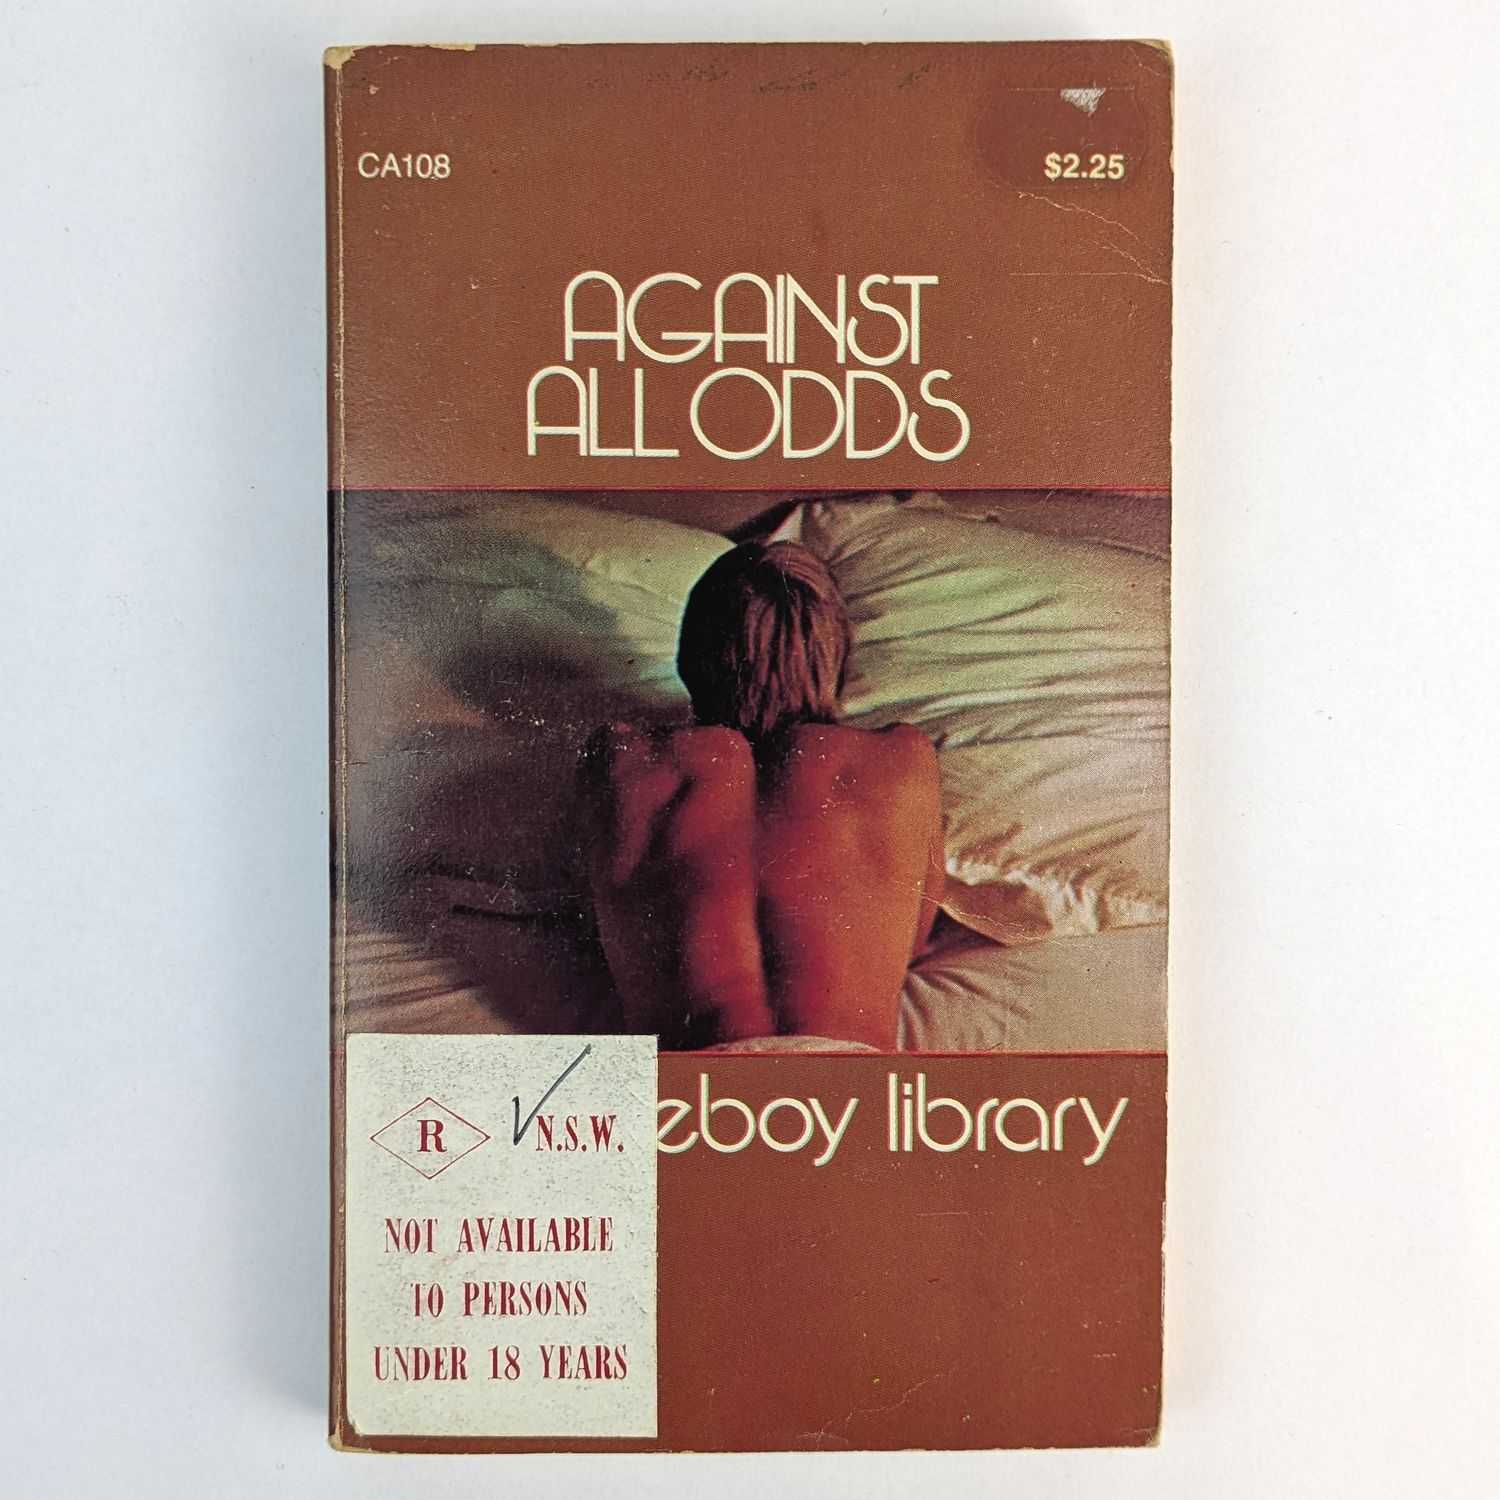 CA108
$2.25
AGAINST
ALL ODDS
eboy library
R
N.S.W.
NOT AVAILABLE
TO PERSONS
UNDER 18 YEARS